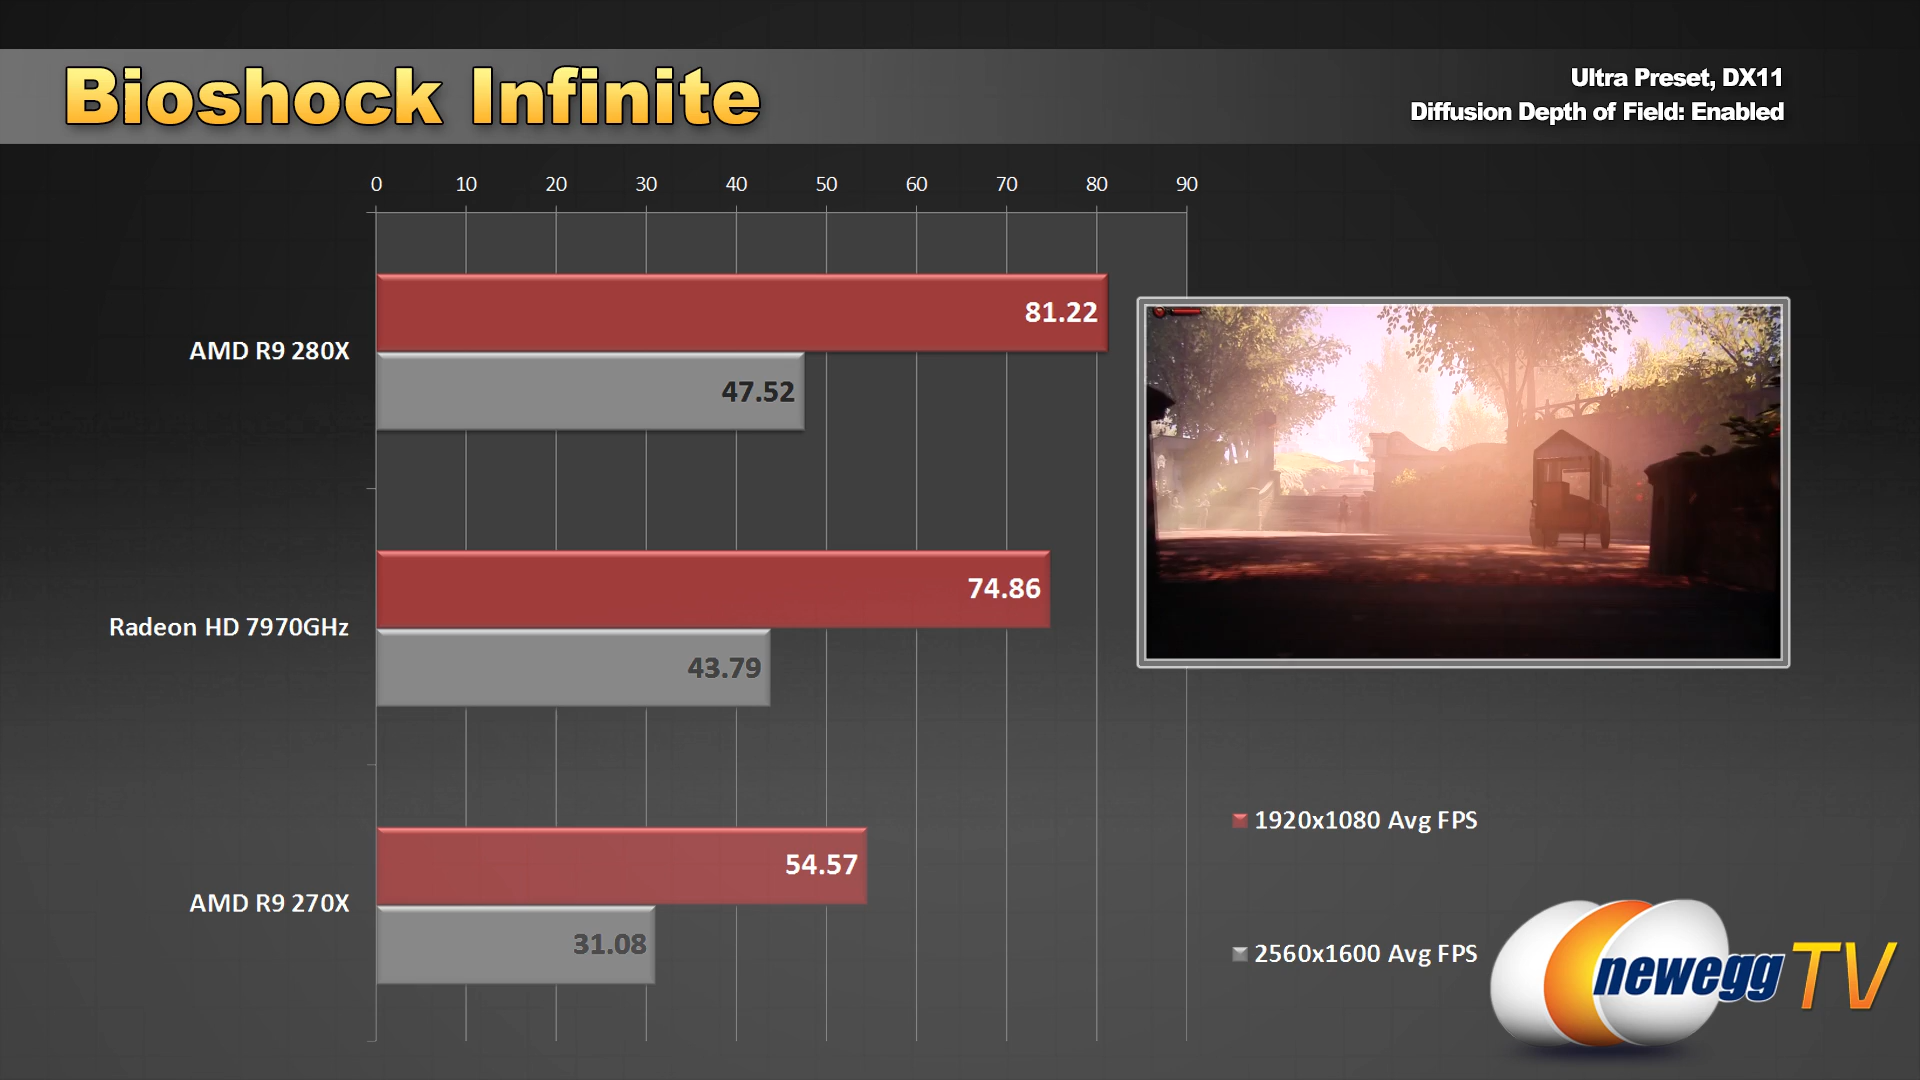 Bioshock Infinite
Ultra Preset, DX11
Diffusion Depth of Field: Enabled
0 10 20 30 40 50 60 70 80 90
AMD R9 280X
81.22
47.52
Radeon HD 7970GHz
74.86
43.79
AMD R9 270X
54.57
31.08
1920x1080 Avg FPS
2560x1600 Avg FPS
newegg TV